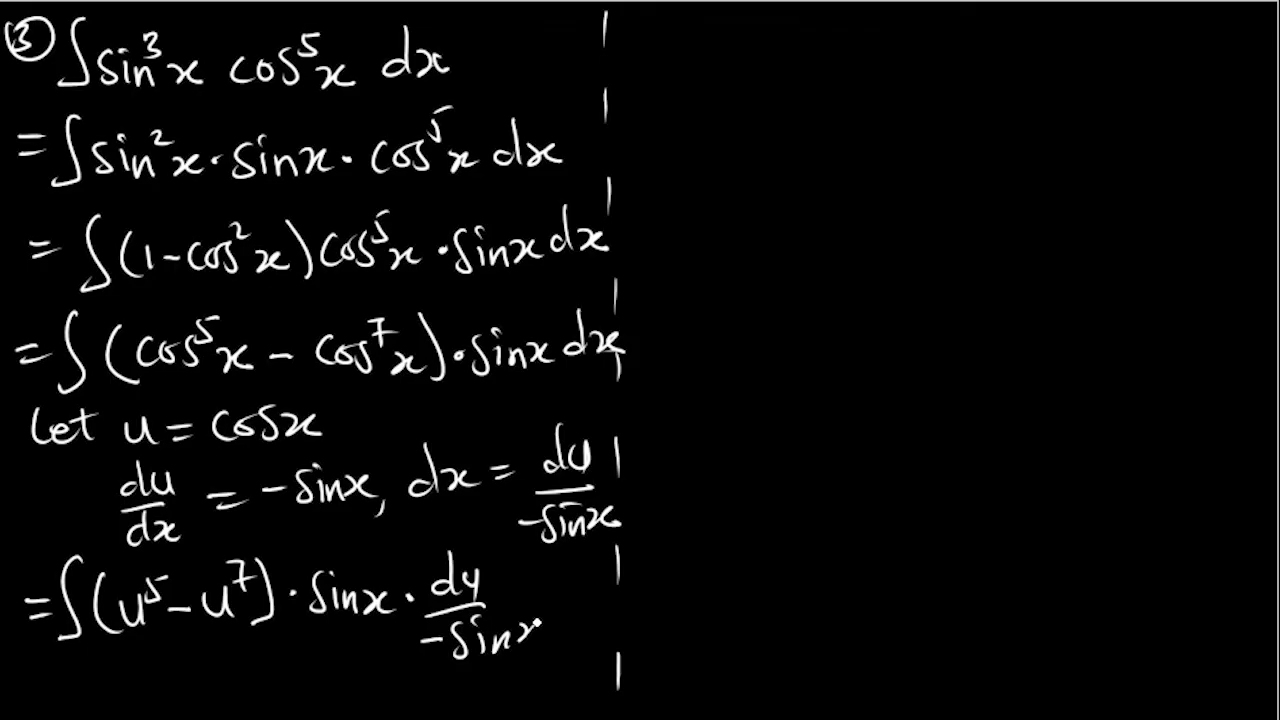 ③ ∫sin³x cos⁵x dx
= ∫sin²x · sinx · cos⁵x dx
= ∫(1-cos²x)cos⁵x · sinx dx
= ∫(cos⁵x - cos⁷x) · sinx dx
Let u = cosx
du/dx = -sinx, dx = du/-sinx
= ∫(u⁵ - u⁷) · sinx · du/-sinx